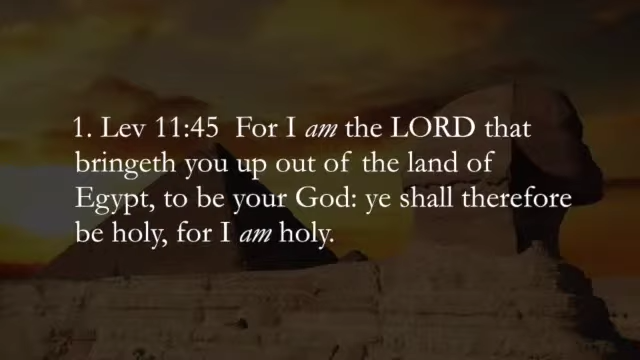 1. Lev 11:45  For I am the LORD that
bringeth you up out of the land of
Egypt, to be your God: ye shall therefore
be holy, for I am holy.